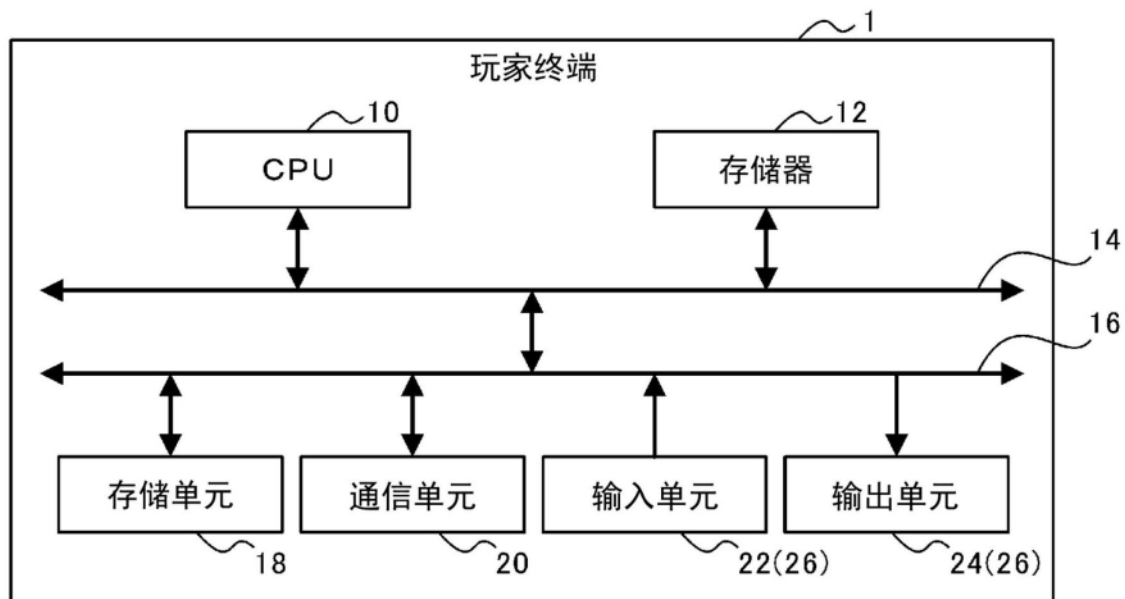 1
玩家终端
10
12
CPU
存储器
14
16
存储单元
通信单元
输入单元
输出单元
18
20
22(26)
24(26)